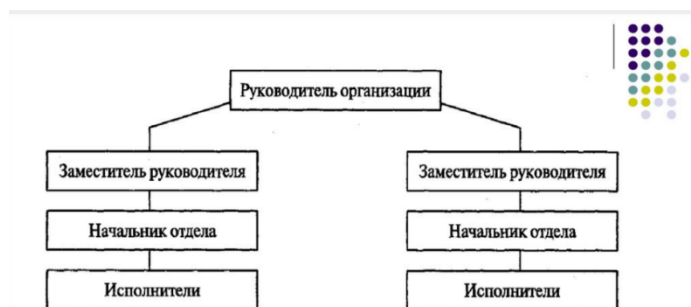 Руководитель организации
Заместитель руководителя
Заместитель руководителя
Начальник отдела
Начальник отдела
Исполнители
Исполнители